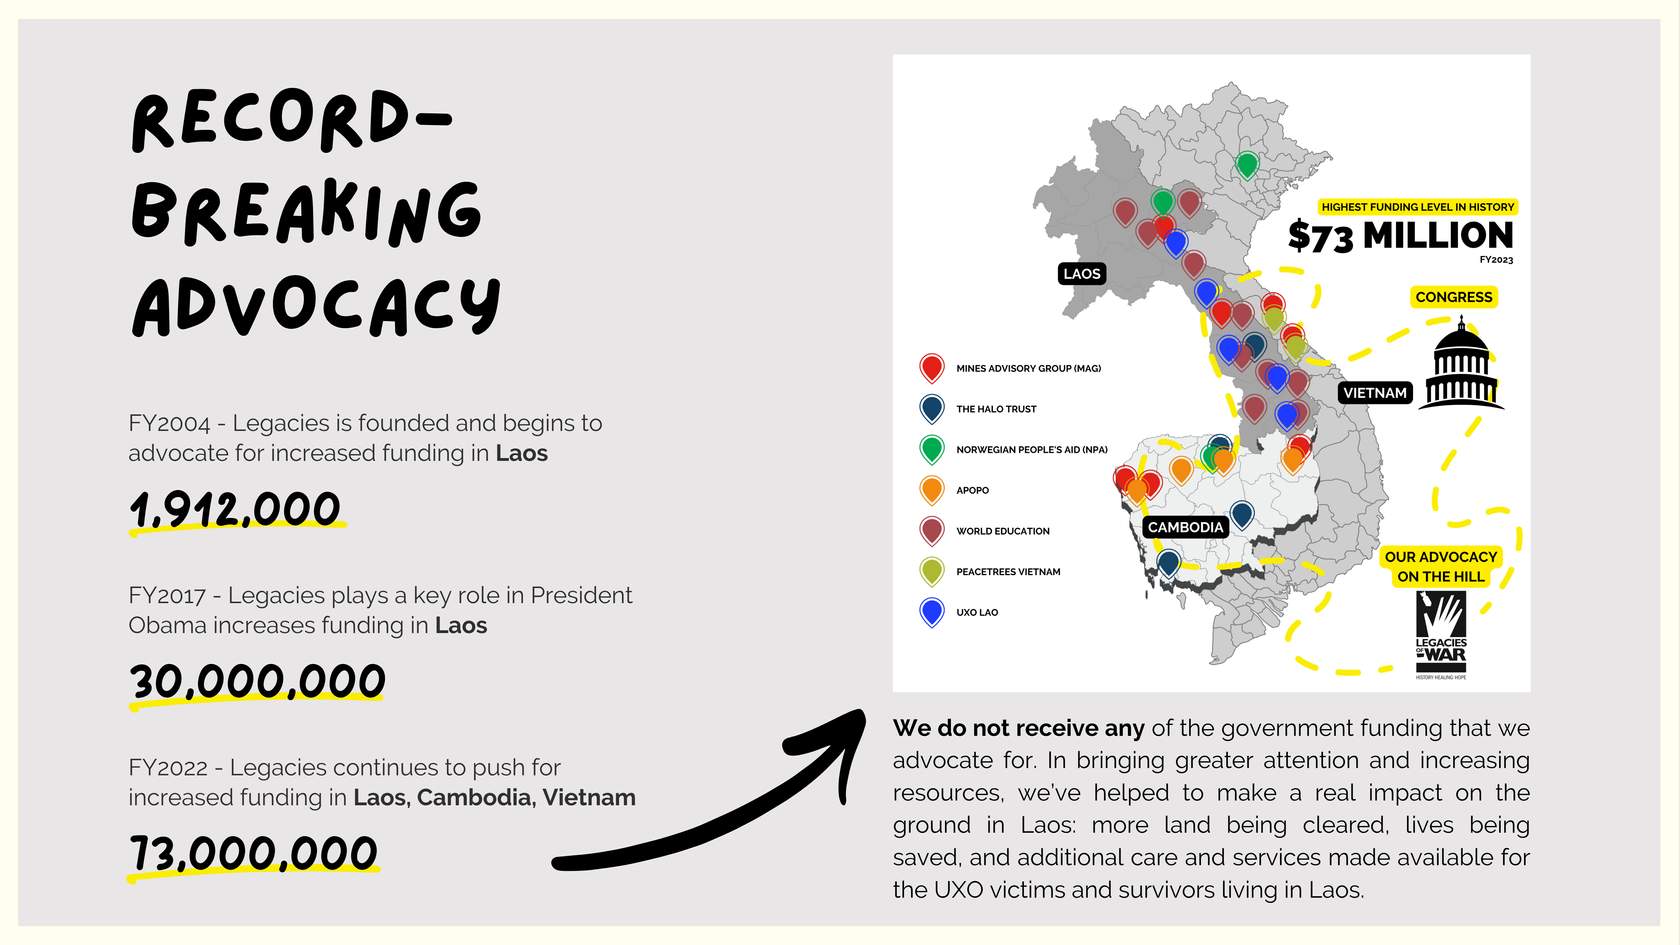 RECORD-
BREAKING
ADVOCACY
FY2004 - Legacies is founded and begins to
advocate for increased funding in Laos
1,912,000
FY2017 - Legacies plays a key role in President
Obama increases funding in Laos
30,000,000
FY2022 - Legacies continues to push for
increased funding in Laos, Cambodia, Vietnam
73,000,000
HIGHEST FUNDING LEVEL IN HISTORY
$73 MILLION
FY2023
LAOS
CONGRESS
VIETNAM
MINES ADVISORY GROUP (MAG)
THE HALO TRUST
NORWEGIAN PEOPLE'S AID (NPA)
APOPO
WORLD EDUCATION
PEACETREES VIETNAM
UXO LAO
CAMBODIA
OUR ADVOCACY
ON THE HILL
LEGACIES
OF WAR
HISTORY HEALING HOPE
We do not receive any of the government funding that we
advocate for. In bringing greater attention and increasing
resources, we've helped to make a real impact on the
ground in Laos: more land being cleared, lives being
saved, and additional care and services made available for
the UXO victims and survivors living in Laos.